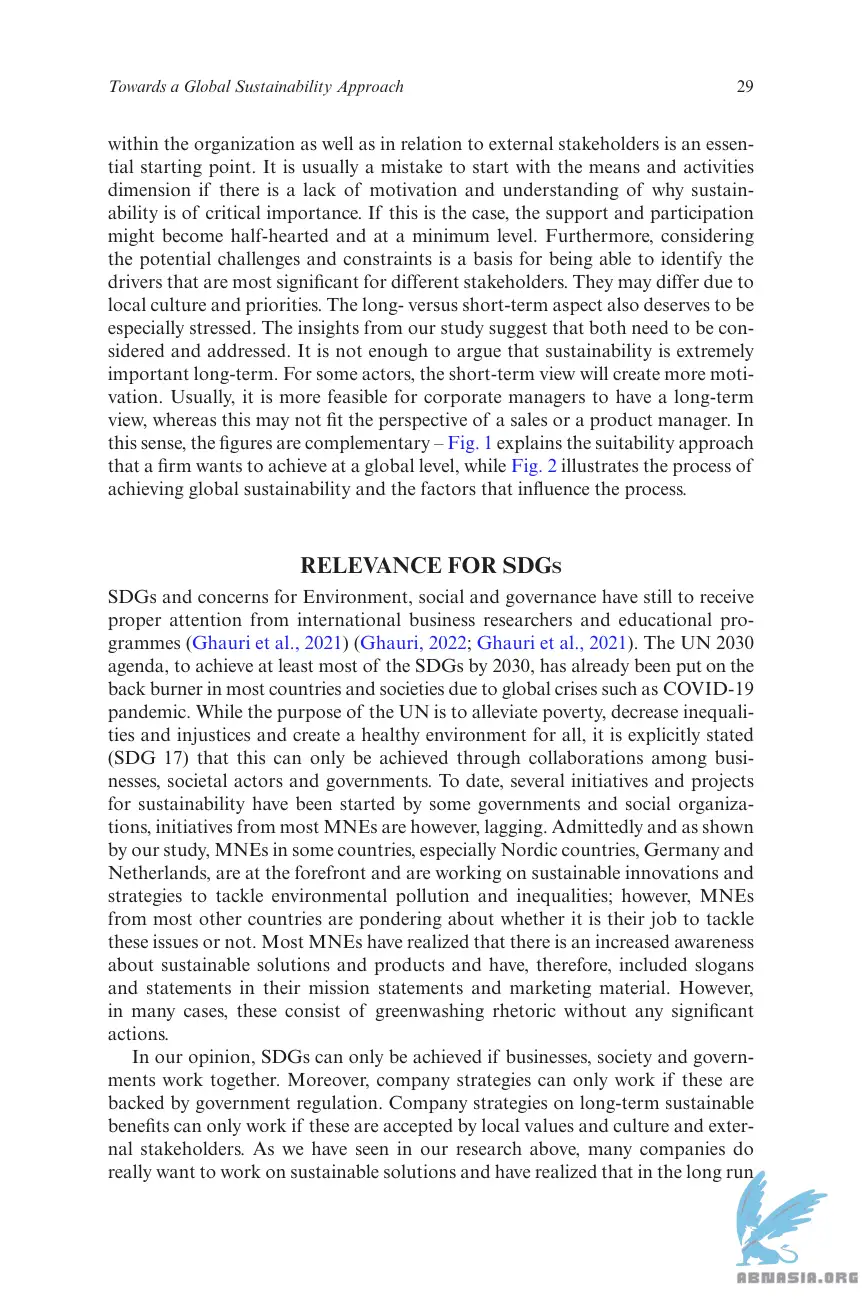 Towards a Global Sustainability Approach 29
within the organization as well as in relation to external stakeholders is an essen-
tial starting point. It is usually a mistake to start with the means and activities
dimension if there is a lack of motivation and understanding of why sustain-
ability is of critical importance. If this is the case, the support and participation
might become half-hearted and at a minimum level. Furthermore, considering
the potential challenges and constraints is a basis for being able to identify the
drivers that are most significant for different stakeholders. They may differ due to
local culture and priorities. The long- versus short-term aspect also deserves to be
especially stressed. The insights from our study suggest that both need to be con-
sidered and addressed. It is not enough to argue that sustainability is extremely
important long-term. For some actors, the short-term view will create more moti-
vation. Usually, it is more feasible for corporate managers to have a long-term
view, whereas this may not fit the perspective of a sales or a product manager. In
this sense, the figures are complementary – Fig. 1 explains the suitability approach
that a firm wants to achieve at a global level, while Fig. 2 illustrates the process of
achieving global sustainability and the factors that influence the process.
RELEVANCE FOR SDGs
SDGs and concerns for Environment, social and governance have still to receive
proper attention from international business researchers and educational pro-
grammes (Ghauri et al., 2021) (Ghauri, 2022; Ghauri et al., 2021). The UN 2030
agenda, to achieve at least most of the SDGs by 2030, has already been put on the
back burner in most countries and societies due to global crises such as COVID-19
pandemic. While the purpose of the UN is to alleviate poverty, decrease inequali-
ties and injustices and create a healthy environment for all, it is explicitly stated
(SDG 17) that this can only be achieved through collaborations among busi-
nesses, societal actors and governments. To date, several initiatives and projects
for sustainability have been started by some governments and social organiza-
tions, initiatives from most MNEs are however, lagging. Admittedly and as shown
by our study, MNEs in some countries, especially Nordic countries, Germany and
Netherlands, are at the forefront and are working on sustainable innovations and
strategies to tackle environmental pollution and inequalities; however, MNEs
from most other countries are pondering about whether it is their job to tackle
these issues or not. Most MNEs have realized that there is an increased awareness
about sustainable solutions and products and have, therefore, included slogans
and statements in their mission statements and marketing material. However,
in many cases, these consist of greenwashing rhetoric without any significant
actions.
In our opinion, SDGs can only be achieved if businesses, society and govern-
ments work together. Moreover, company strategies can only work if these are
backed by government regulation. Company strategies on long-term sustainable
benefits can only work if these are accepted by local values and culture and exter-
nal stakeholders. As we have seen in our research above, many companies do
really want to work on sustainable solutions and have realized that in the long run
ABNASIA.ORG